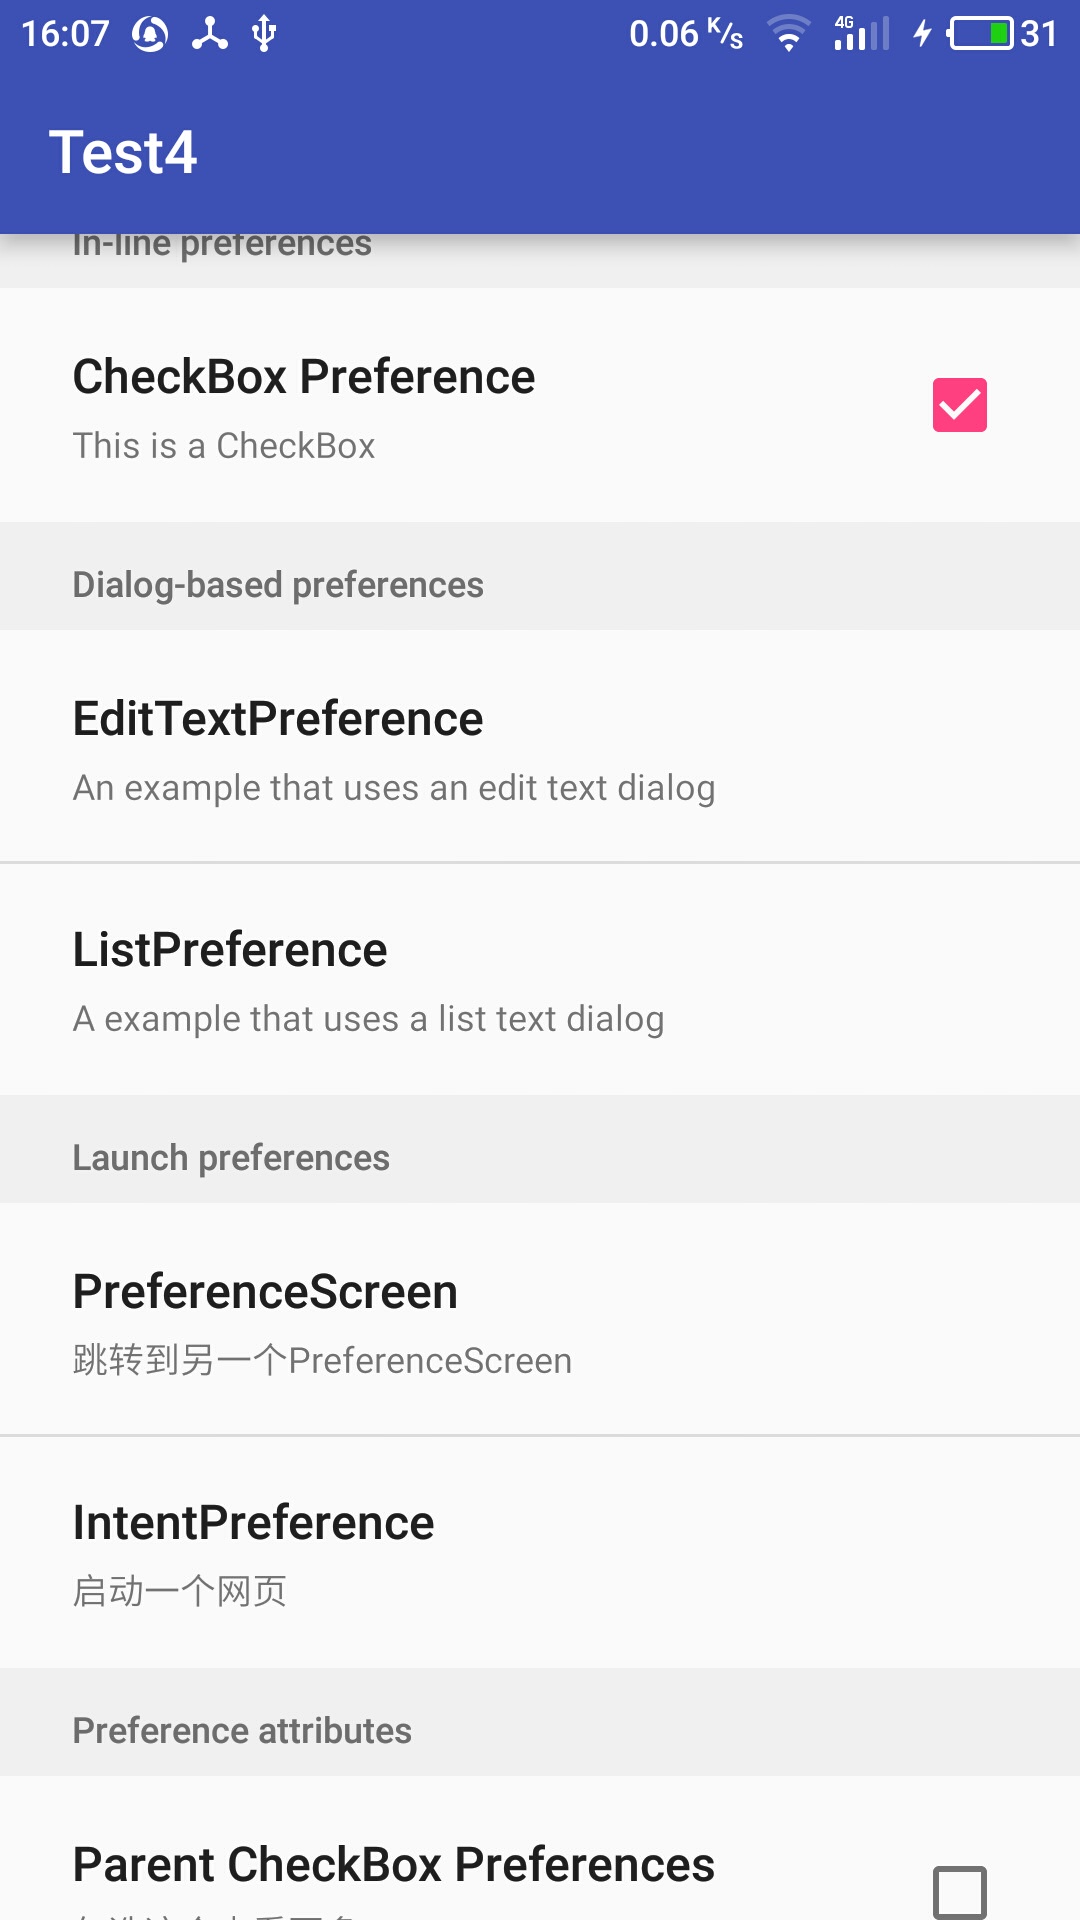 16:07 0.06 K/s 4G 31
Test4
In-line preferences
CheckBox Preference
This is a CheckBox
Dialog-based preferences
EditTextPreference
An example that uses an edit text dialog
ListPreference
A example that uses a list text dialog
Launch preferences
PreferenceScreen
跳转到另一个PreferenceScreen
IntentPreference
启动一个网页
Preference attributes
Parent CheckBox Preferences